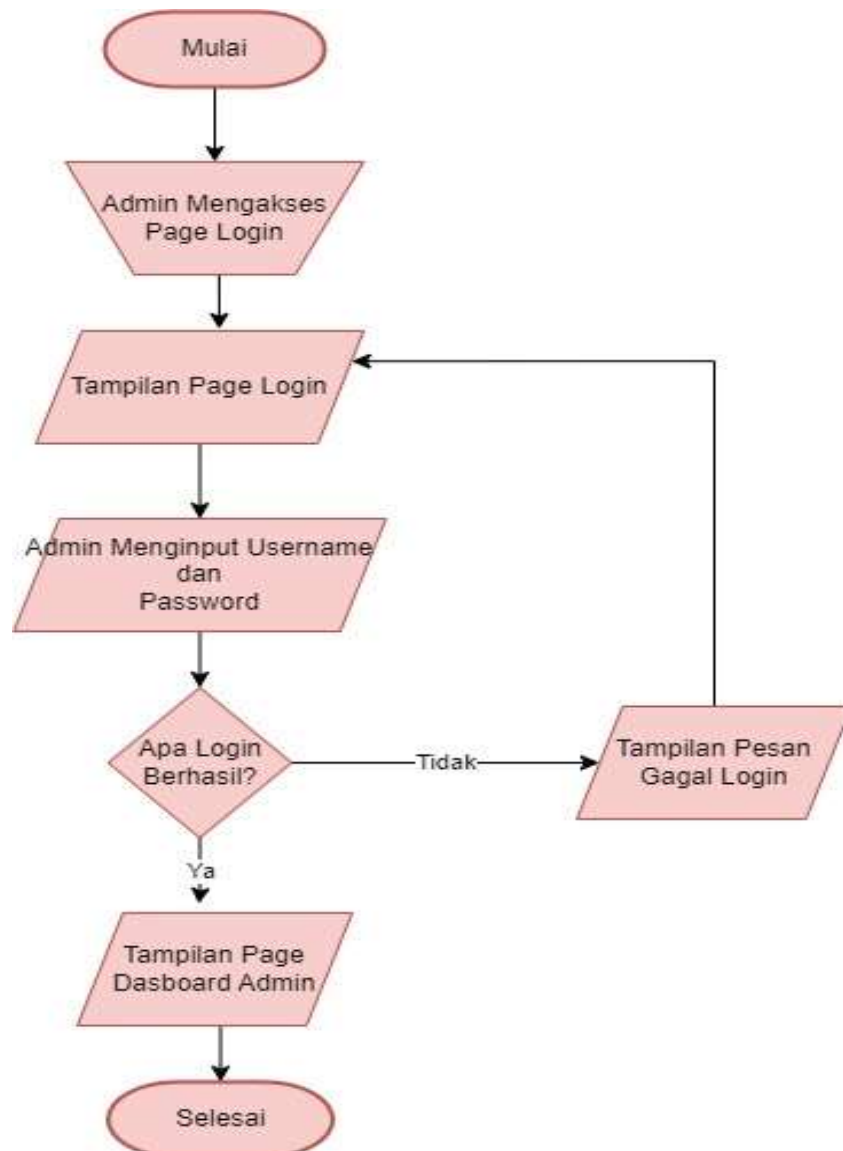 Mulai
Admin Mengakses
Page Login
Tampilan Page Login
Admin Menginput Username
dan
Password
Apa Login
Berhasil?
Tidak
Tampilan Pesan
Gagal Login
Ya
Tampilan Page
Dasboard Admin
Selesai